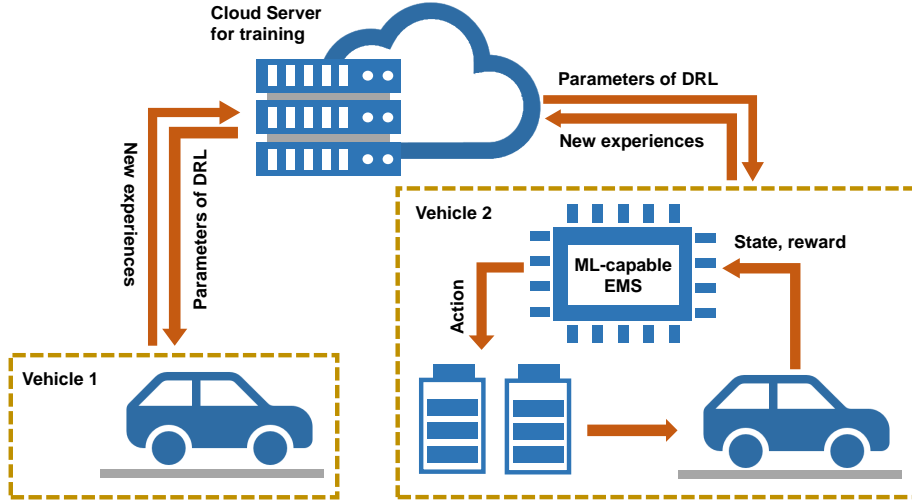 Cloud Server
for training
Parameters of DRL
New experiences
New experiences
Parameters of DRL
Vehicle 2
State, reward
ML-capable
EMS
Action
Vehicle 1